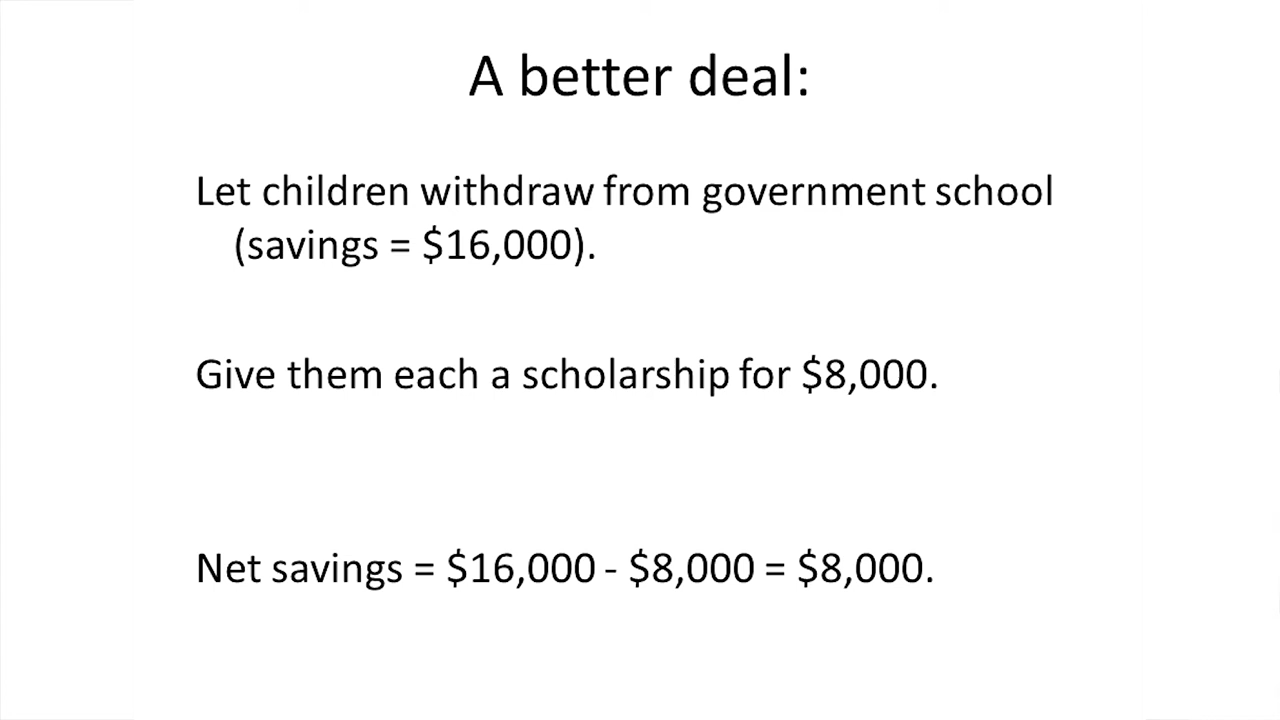 A better deal:
Let children withdraw from government school
(savings = $16,000).
Give them each a scholarship for $8,000.
Net savings = $16,000 - $8,000 = $8,000.